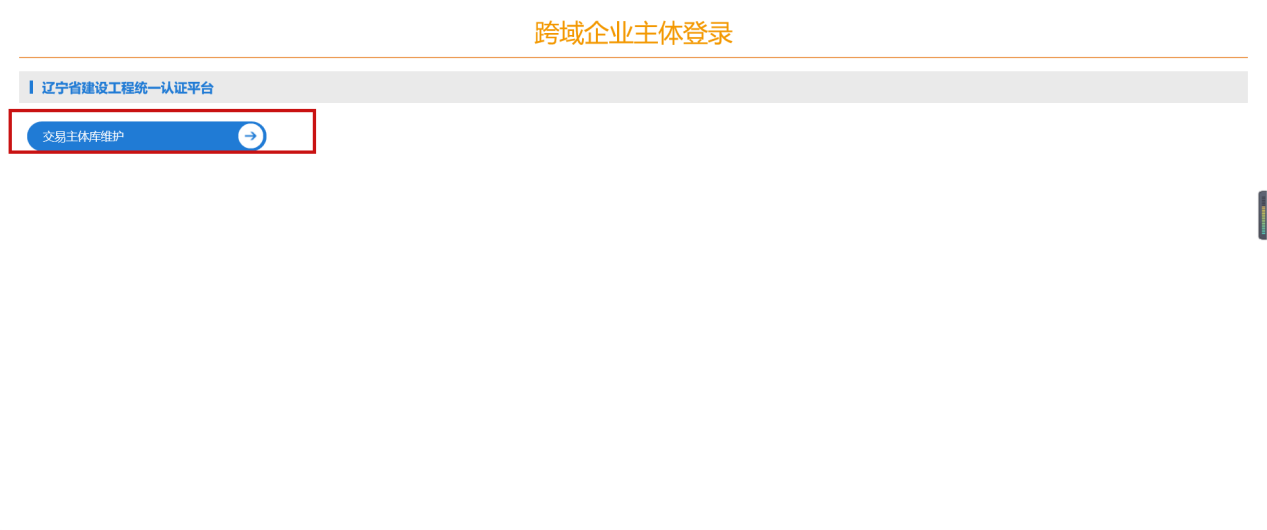 跨域企业主体登录
辽宁省建设工程统一认证平台
交易主体库维护